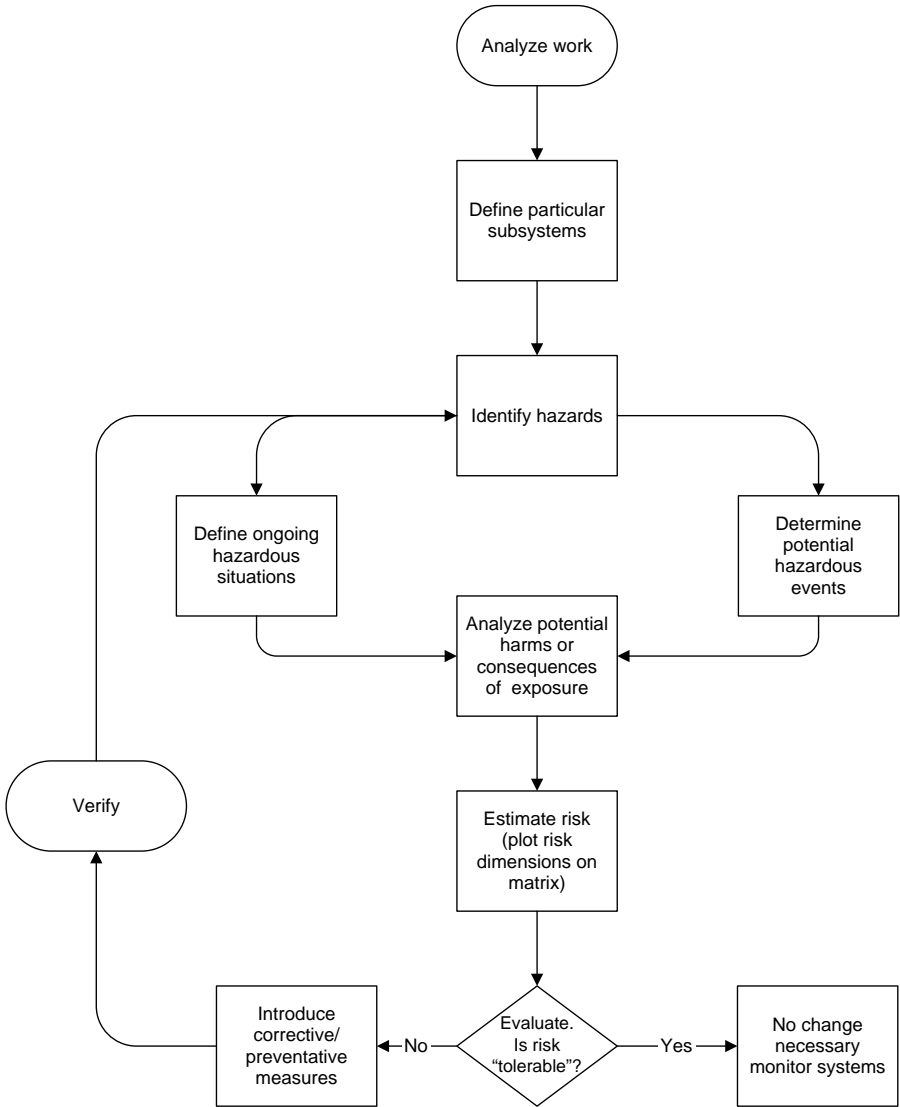 Analyze work
Define particular
subsystems
Identify hazards
Define ongoing
hazardous
situations
Determine
potential
hazardous
events
Analyze potential
harms or
consequences
of exposure
Verify
Estimate risk
(plot risk
dimensions on
matrix)
Introduce
corrective/
preventative
measures
No
Evaluate.
Is risk
“tolerable”?
Yes
No change
necessary
monitor systems